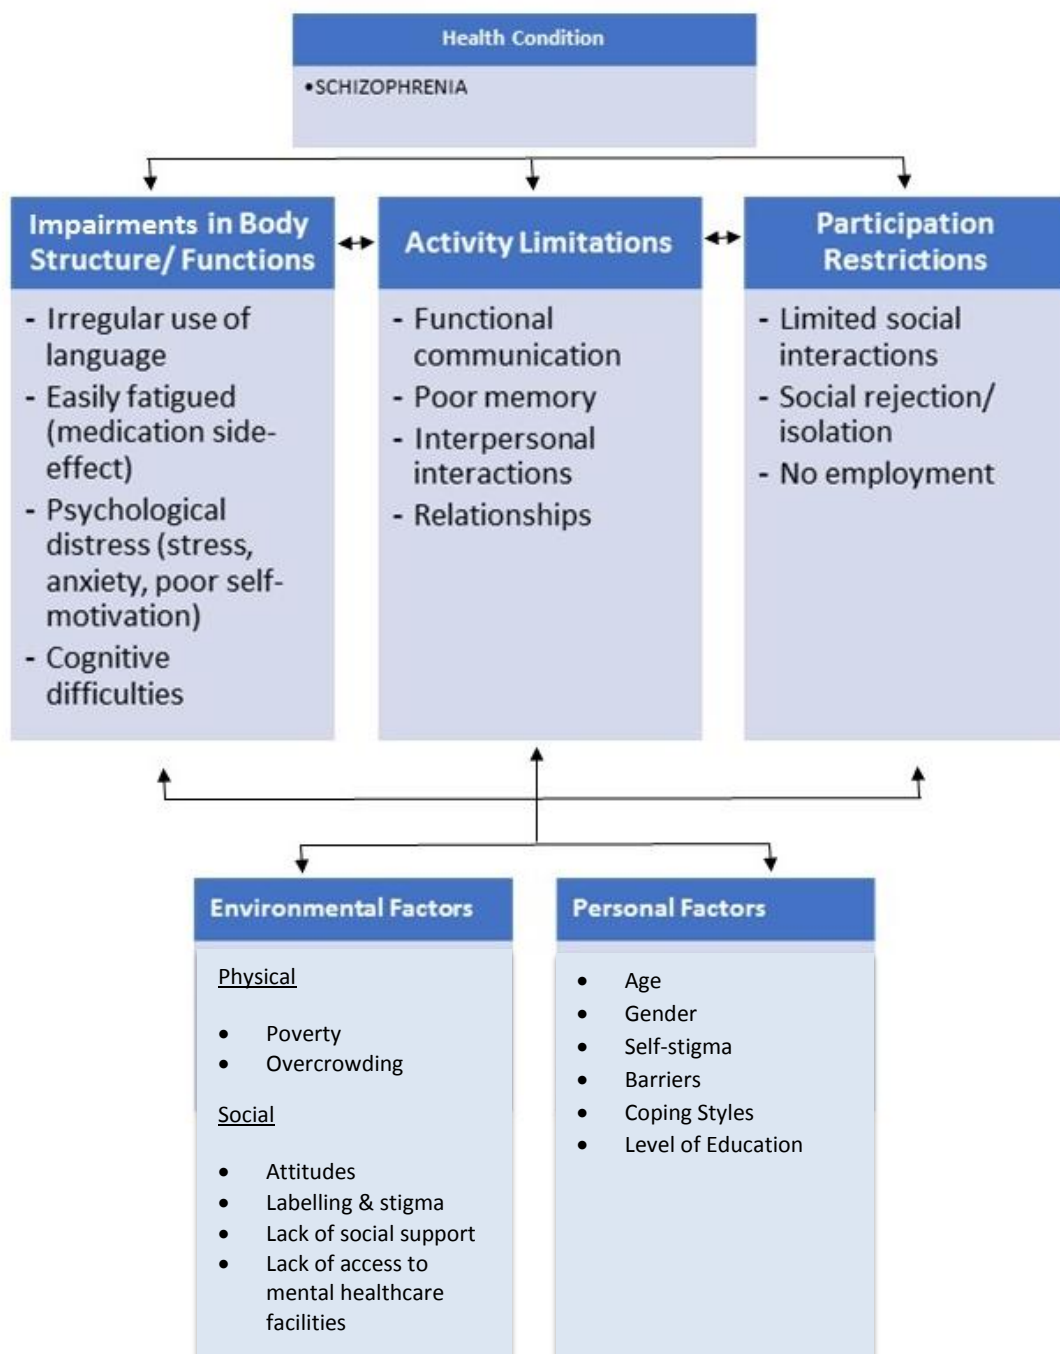 Health Condition
•SCHIZOPHRENIA
Impairments in Body
Structure/ Functions
- Irregular use of
language
- Easily fatigued
(medication side-
effect)
- Psychological
distress (stress,
anxiety, poor self-
motivation)
- Cognitive
difficulties
Activity Limitations
- Functional
communication
- Poor memory
- Interpersonal
interactions
- Relationships
Participation
Restrictions
- Limited social
interactions
- Social rejection/
isolation
- No employment
Environmental Factors
Physical
• Poverty
• Overcrowding
Social
• Attitudes
• Labelling & stigma
• Lack of social support
• Lack of access to
mental healthcare
facilities
Personal Factors
• Age
• Gender
• Self-stigma
• Barriers
• Coping Styles
• Level of Education